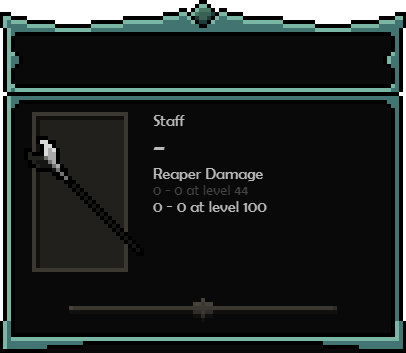 Staff
–
Reaper Damage
0 - 0 at level 44
0 - 0 at level 100